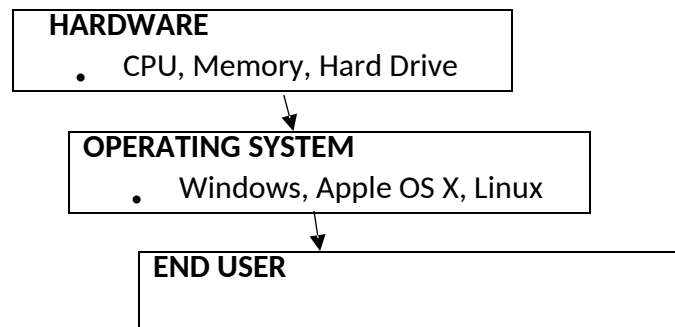 HARDWARE
• CPU, Memory, Hard Drive
OPERATING SYSTEM
• Windows, Apple OS X, Linux
END USER